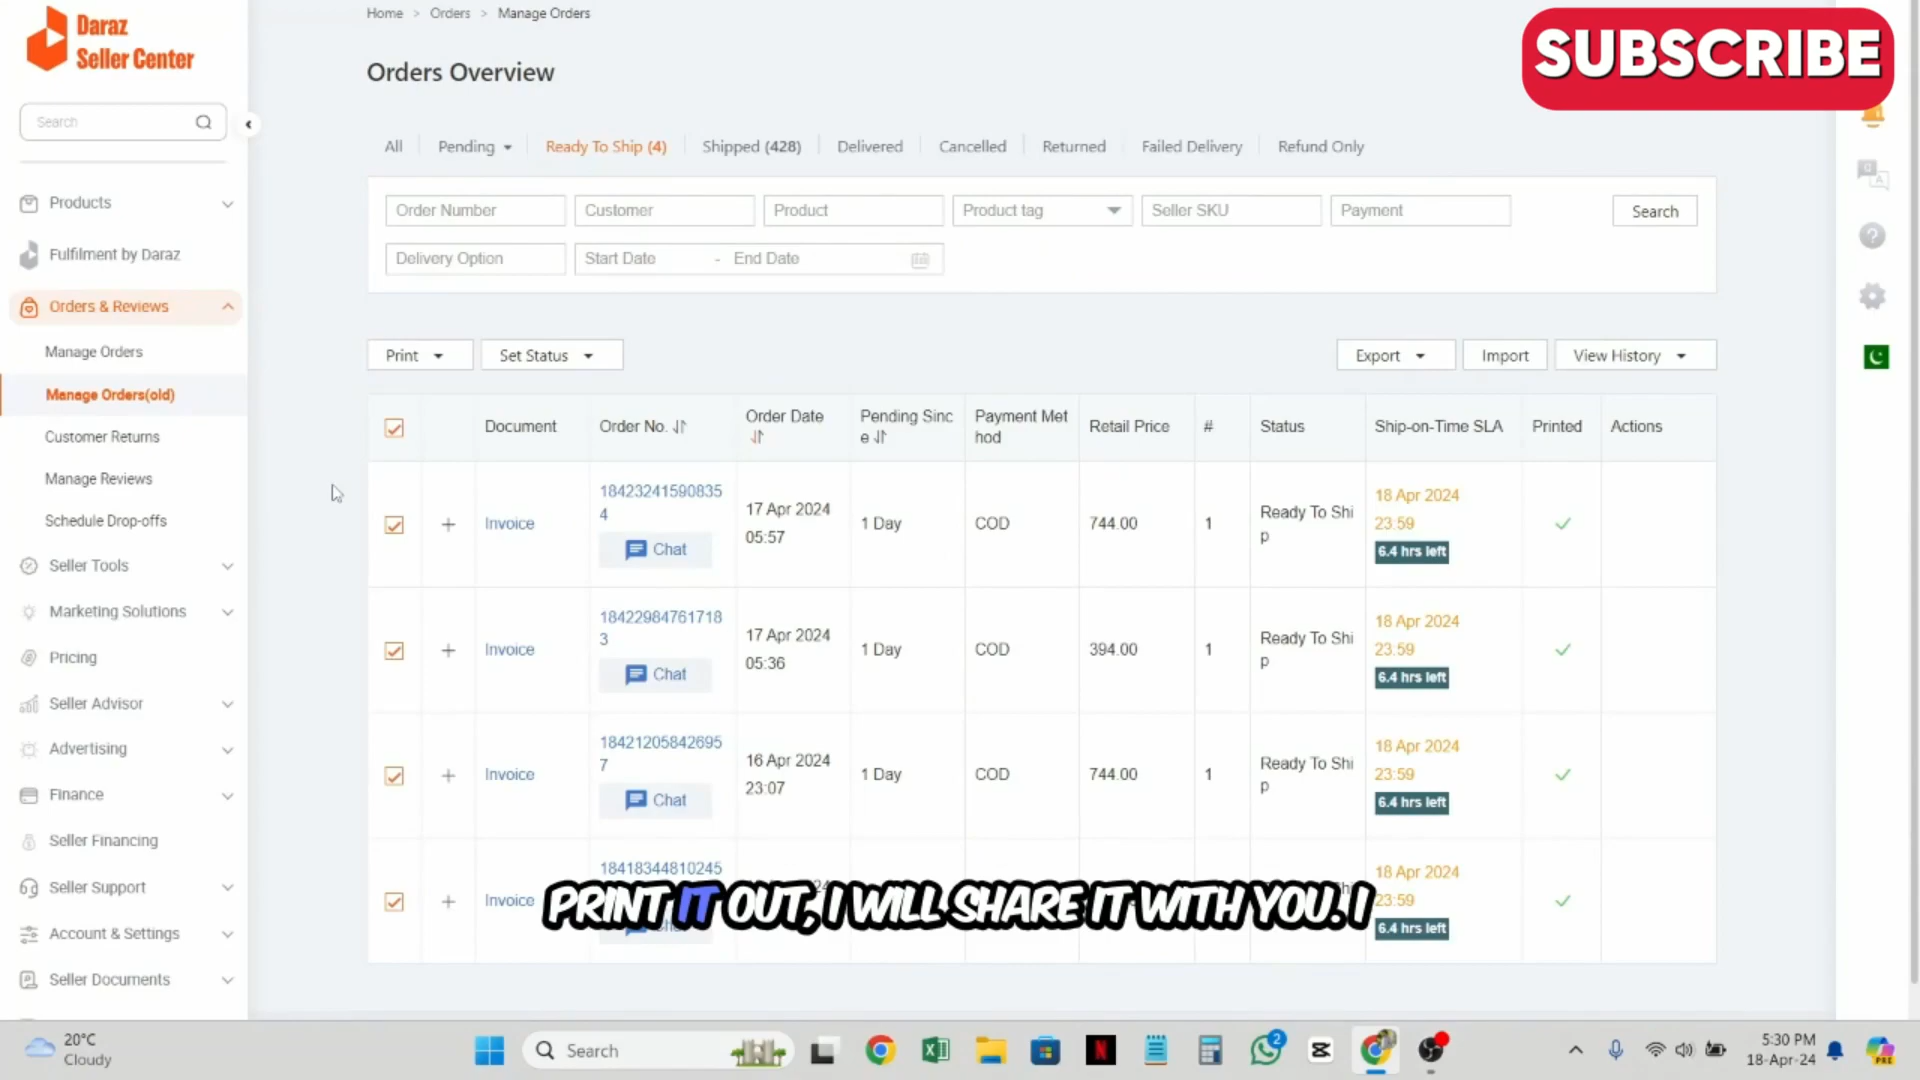 Daraz
Seller Center
Home > Orders > Manage Orders
SUBSCRIBE
Orders Overview
Search
All
Pending
Ready To Ship (4)
Shipped (428)
Delivered
Cancelled
Returned
Failed Delivery
Refund Only
Order Number
Customer
Product
Product tag
Seller SKU
Payment
Search
Delivery Option
Start Date - End Date
Products
Fulfilment by Daraz
Orders & Reviews
Manage Orders
Manage Orders(old)
Customer Returns
Manage Reviews
Schedule Drop-offs
Seller Tools
Marketing Solutions
Pricing
Seller Advisor
Advertising
Finance
Seller Financing
Seller Support
Account & Settings
Seller Documents
Print
Set Status
Export
Import
View History
Document
Order No.
Order Date
Pending Sinc
e
Payment Met
hod
Retail Price
#
Status
Ship-on-Time SLA
Printed
Actions
Invoice
18423241590835
4
Chat
17 Apr 2024
05:57
1 Day
COD
744.00
1
Ready To Shi
p
18 Apr 2024
23:59
6.4 hrs left
Invoice
18422984761718
3
Chat
17 Apr 2024
05:36
1 Day
COD
394.00
1
Ready To Shi
p
18 Apr 2024
23:59
6.4 hrs left
Invoice
18421205842695
7
Chat
16 Apr 2024
23:07
1 Day
COD
744.00
1
Ready To Shi
p
18 Apr 2024
23:59
6.4 hrs left
Invoice
18418344810245
18 Apr 2024
23:59
6.4 hrs left
PRINT IT OUT, I WILL SHARE IT WITH YOU. I
20°C
Cloudy
Search
2
5:30 PM
18-Apr-24
PRE